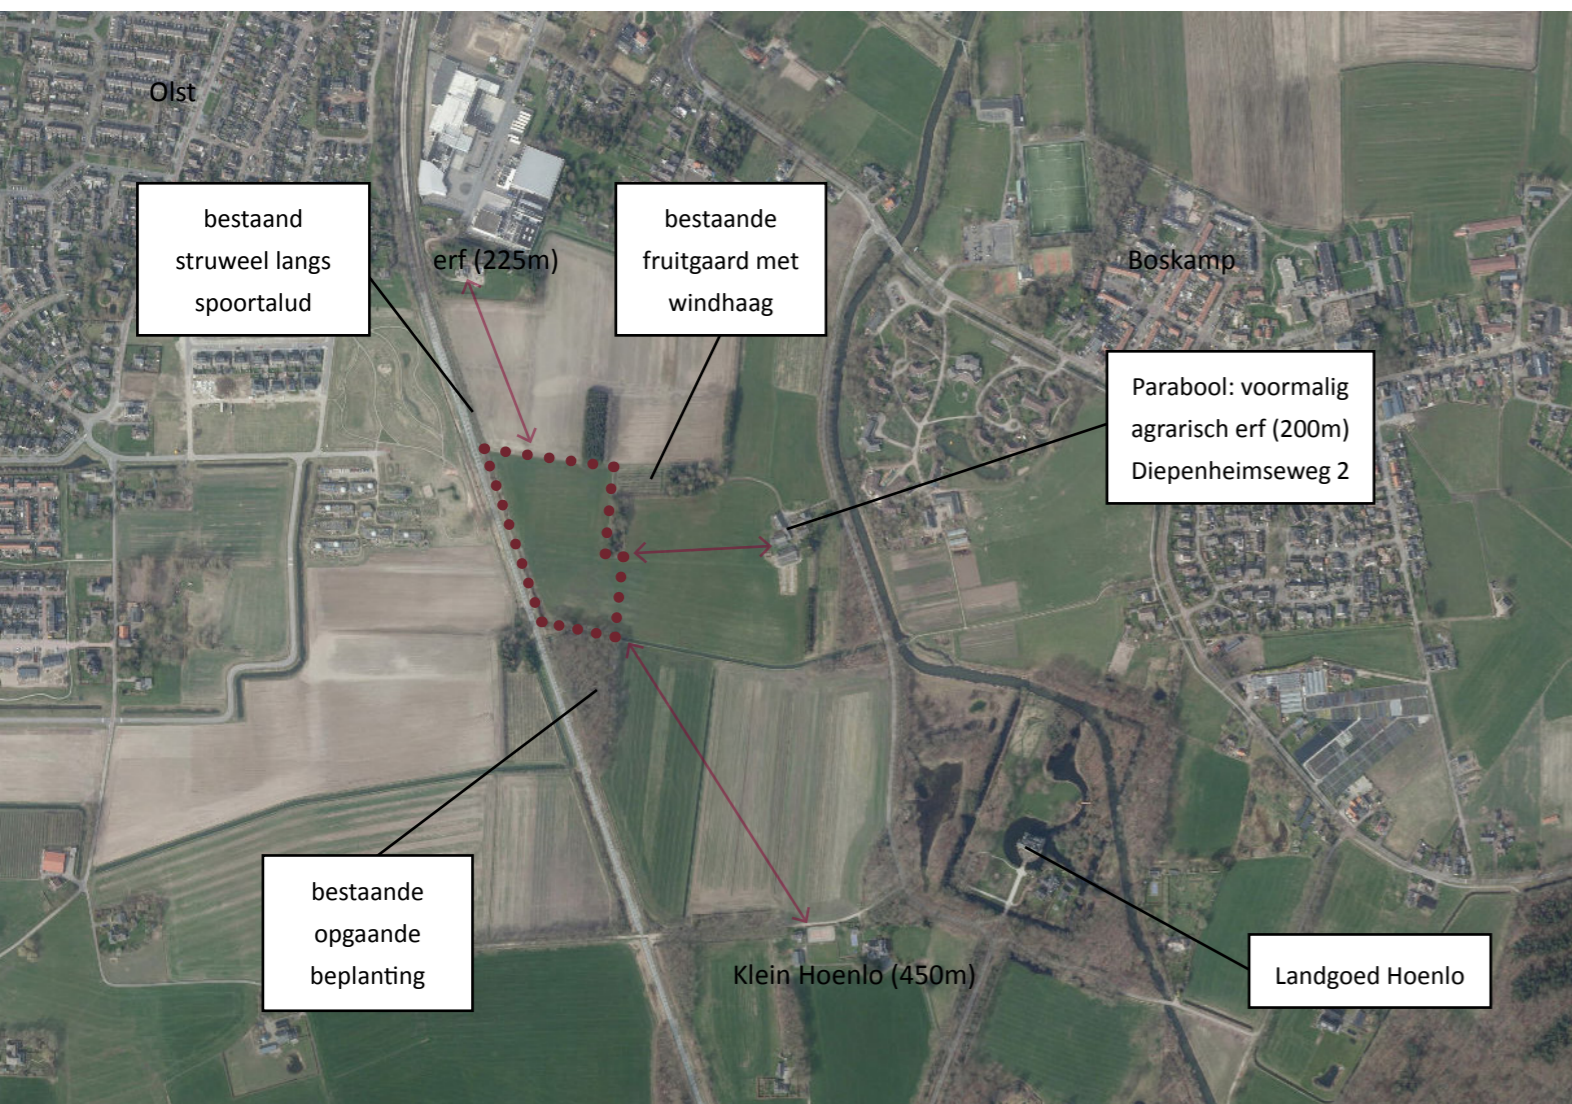 Olst
bestaand
struweel langs
spoortalud
erf (225m)
bestaande
fruitgaard met
windhaag
Boskamp
Parabool: voormalig
agrarisch erf (200m)
Diepenheimseweg 2
bestaande
opgaande
beplanting
Klein Hoenlo (450m)
Landgoed Hoenlo